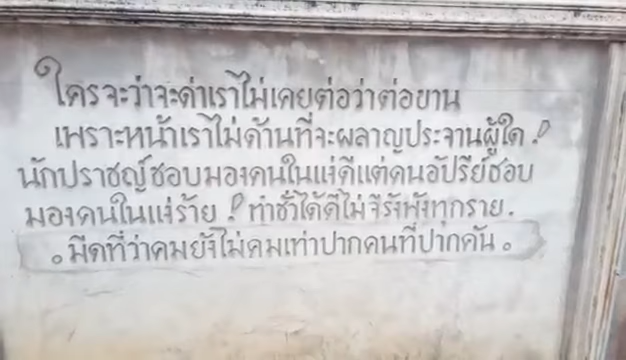 ใครจะว่าจะด่าเราไม่เคยต่อว่าต่อขาน
เพราะหน้าเราไม่ด้านที่จะผลาญประจานผู้ใด !
นักปราชญ์ชอบมองคนในแง่ดีแต่คนอัปรีย์ชอบ
มองคนในแง่ร้าย ! ทำชั่วได้ดีไม่จีรังพังทุกราย.
๐ มีดที่ว่าคมยังไม่คมเท่าปากคนที่ปากคัน ๐